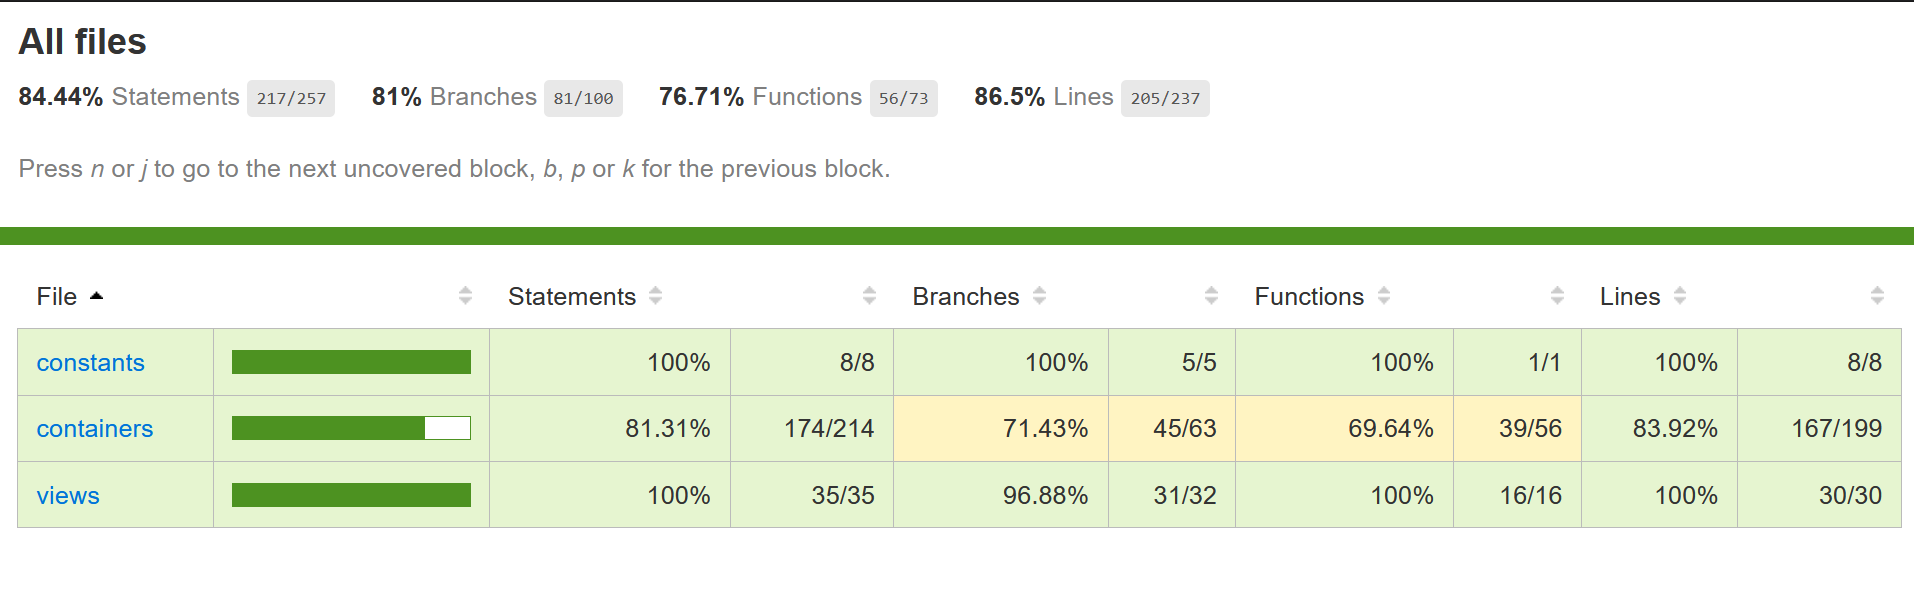 All files
84.44% Statements 217/257 81% Branches 81/100 76.71% Functions 56/73 86.5% Lines 205/237
Press n or j to go to the next uncovered block, b, p or k for the previous block.
File Statements Branches Functions Lines
constants 100% 8/8 100% 5/5 100% 1/1 100% 8/8
containers 81.31% 174/214 71.43% 45/63 69.64% 39/56 83.92% 167/199
views 100% 35/35 96.88% 31/32 100% 16/16 100% 30/30